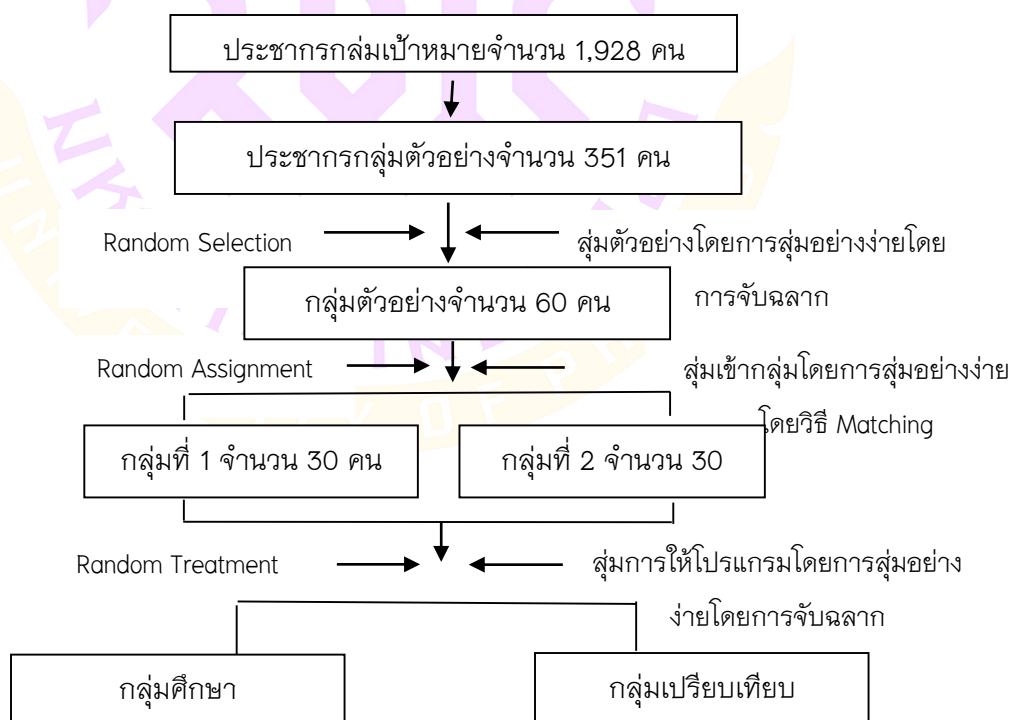 ประชากรกล่มเป้าหมายจำนวน 1,928 คน
ประชากรกลุ่มตัวอย่างจำนวน 351 คน
Random Selection
สุ่มตัวอย่างโดยการสุ่มอย่างง่ายโดย
การจับฉลาก
กลุ่มตัวอย่างจำนวน 60 คน
Random Assignment
สุ่มเข้ากลุ่มโดยการสุ่มอย่างง่าย
โดยวิธี Matching
กลุ่มที่ 1 จำนวน 30 คน
กลุ่มที่ 2 จำนวน 30
Random Treatment
สุ่มการให้โปรแกรมโดยการสุ่มอย่าง
ง่ายโดยการจับฉลาก
กลุ่มศึกษา
กลุ่มเปรียบเทียบ